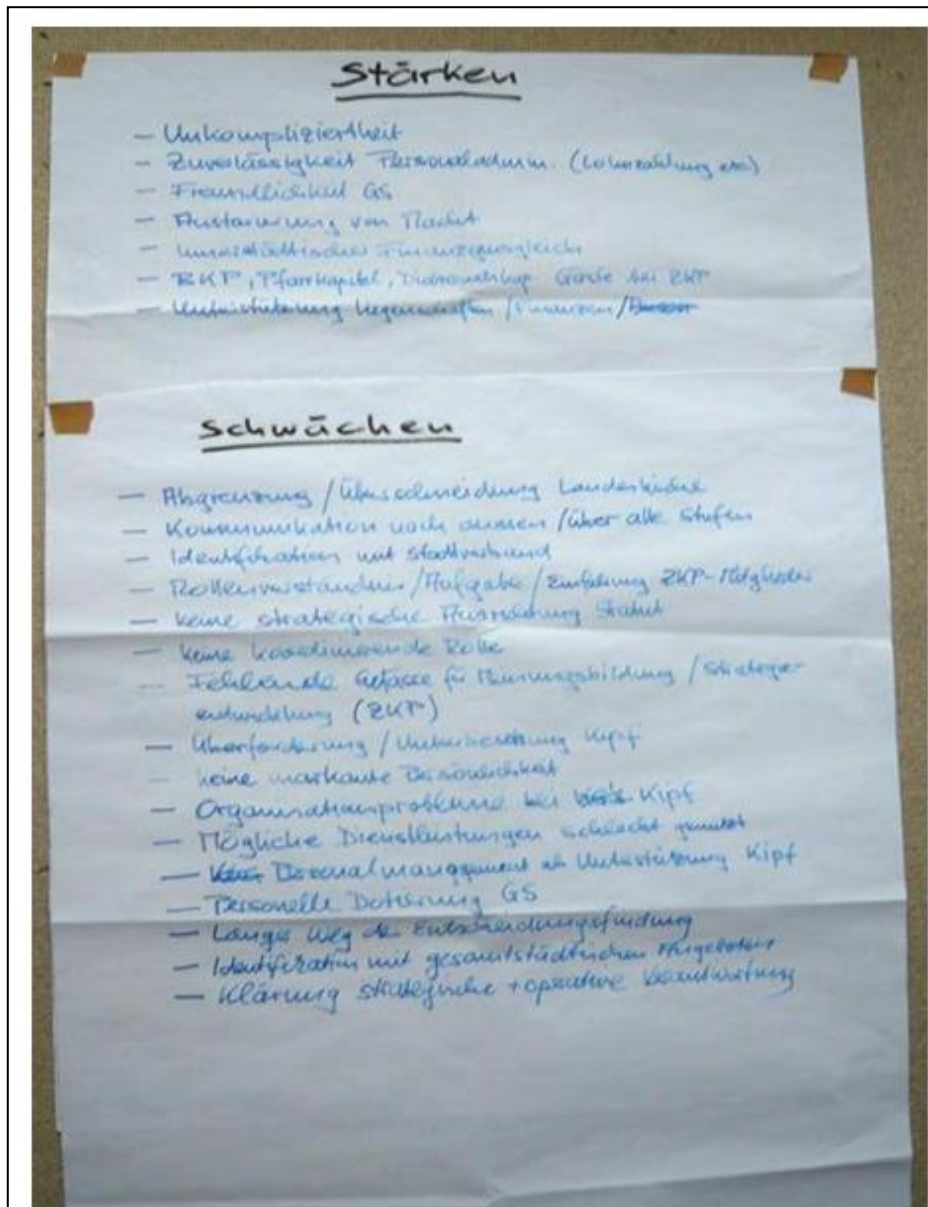 Stärken
— Unkompliziertheit
— Zuverlässigkeit Personaladmin. (Lohnzahlung etc)
— Freundlichkeit GS
— Austarierung von Macht
— Innerstädtischer Finanzausgleich
— BKP, Pfarrkapitel, Gäste bei ZKP
— Unterstützung Liegenschaften / Finanzen /
Schwächen
— Abgrenzung / Überschneidung Landeskirche
— Kommunikation nach aussen / über alle Stufen
— Identifikation mit Stadtverband
— Rollenverständnis / Aufgabe / Einführung ZKP-Mitglieder
— keine strategische Ausrichtung Statut
— keine koordinierende Rolle
— Fehlende Gefässe für Meinungsbildung / Strategie-
entwicklung (ZKP)
— Überforderung / Unterbesetzung Kipf
— keine markante Persönlichkeit
— Organisationsprobleme bei Kipf
— Mögliche Dienstleistungen schlecht genutzt
— Personalmanagement als Unterstützung Kipf
— Personelle Dotierung GS
— Langer Weg der Entscheidungsfindung
— Identifikation mit gesamtstädtischen Angeboten
— Klärung strategische + operative Verantwortung